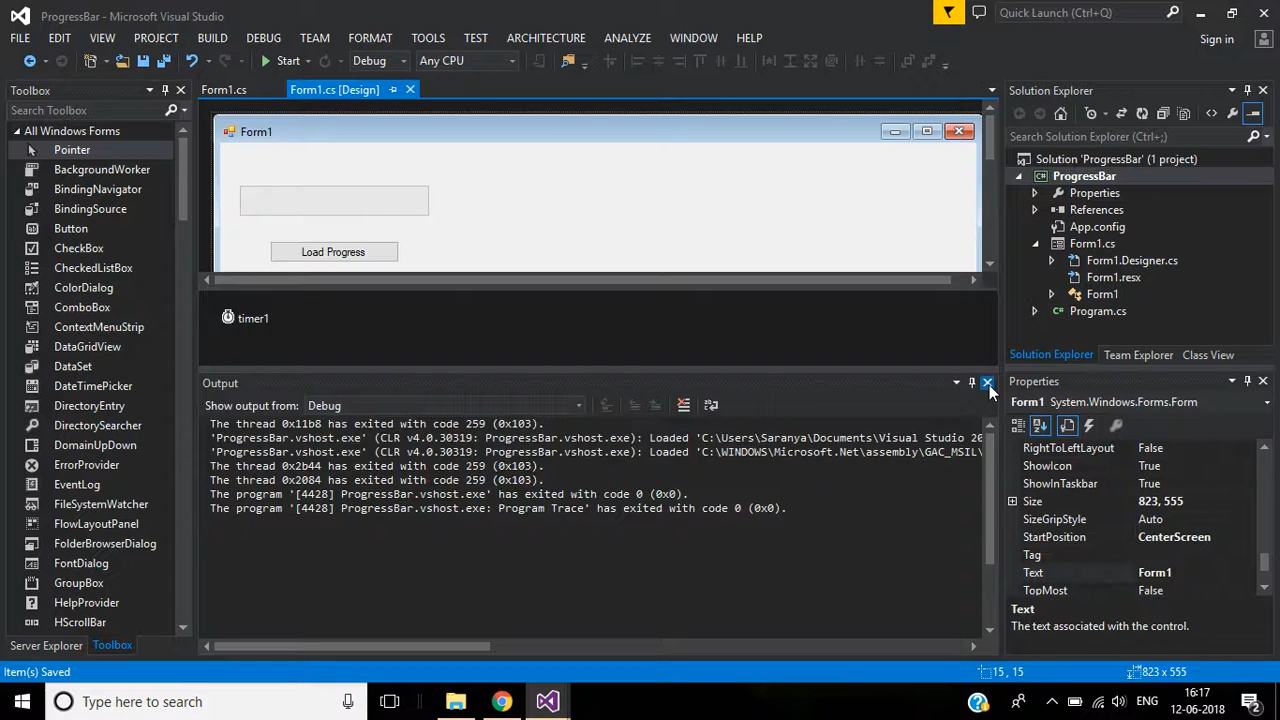 ProgressBar - Microsoft Visual Studio
Quick Launch (Ctrl+Q)
FILE EDIT VIEW PROJECT BUILD DEBUG TEAM FORMAT TOOLS TEST ARCHITECTURE ANALYZE WINDOW HELP
Sign in
Start Debug Any CPU
Toolbox
Search Toolbox
All Windows Forms
Pointer
BackgroundWorker
BindingNavigator
BindingSource
Button
CheckBox
CheckedListBox
ColorDialog
ComboBox
ContextMenuStrip
DataGridView
DataSet
DateTimePicker
DirectoryEntry
DirectorySearcher
DomainUpDown
ErrorProvider
EventLog
FileSystemWatcher
FlowLayoutPanel
FolderBrowserDialog
FontDialog
GroupBox
HelpProvider
HScrollBar
Server Explorer Toolbox
Form1.cs Form1.cs [Design]
Form1
Load Progress
timer1
Output
Show output from: Debug
The thread 0x11b8 has exited with code 259 (0x103).
'ProgressBar.vshost.exe' (CLR v4.0.30319: ProgressBar.vshost.exe): Loaded 'C:\Users\Saranya\Documents\Visual Studio 20
'ProgressBar.vshost.exe' (CLR v4.0.30319: ProgressBar.vshost.exe): Loaded 'C:\WINDOWS\Microsoft.Net\assembly\GAC_MSIL\
The thread 0x2b44 has exited with code 259 (0x103).
The thread 0x2084 has exited with code 259 (0x103).
The program '[4428] ProgressBar.vshost.exe' has exited with code 0 (0x0).
The program '[4428] ProgressBar.vshost.exe: Program Trace' has exited with code 0 (0x0).
Solution Explorer
Search Solution Explorer (Ctrl+;)
Solution 'ProgressBar' (1 project)
ProgressBar
Properties
References
App.config
Form1.cs
Form1.Designer.cs
Form1.resx
Form1
Program.cs
Solution Explorer Team Explorer Class View
Properties
Form1 System.Windows.Forms.Form
RightToLeftLayout False
ShowIcon True
ShowInTaskbar True
Size 823, 555
SizeGripStyle Auto
StartPosition CenterScreen
Tag
Text Form1
TopMost False
Text
The text associated with the control.
Item(s) Saved
15 , 15
823 x 555
Type here to search
ENG
16:17
12-06-2018
2